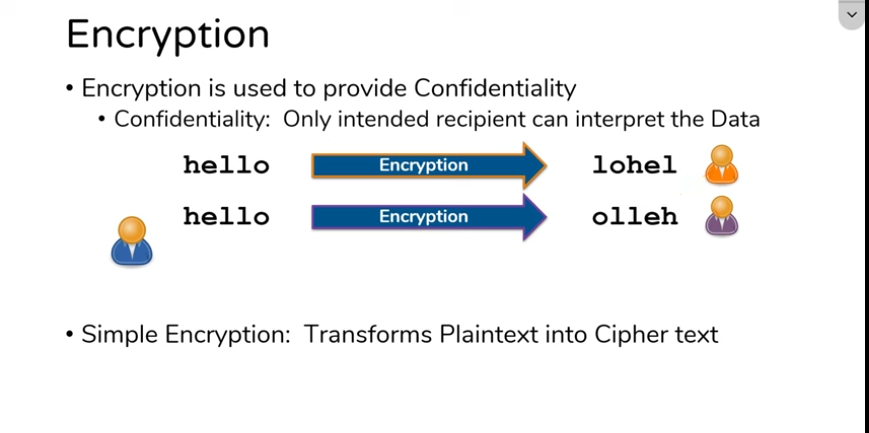 Encryption
• Encryption is used to provide Confidentiality
• Confidentiality: Only intended recipient can interpret the Data
hello Encryption lohel
hello Encryption olleh
• Simple Encryption: Transforms Plaintext into Cipher text